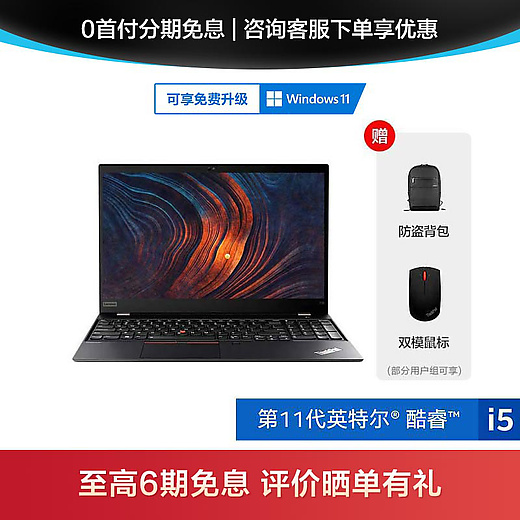 0首付分期免息 | 咨询客服下单享优惠
可享免费升级 Windows 11
赠
防盗背包
双模鼠标
(部分用户组可享)
ThinkPad
第11代英特尔® 酷睿™ i5
至高6期免息 评价晒单有礼